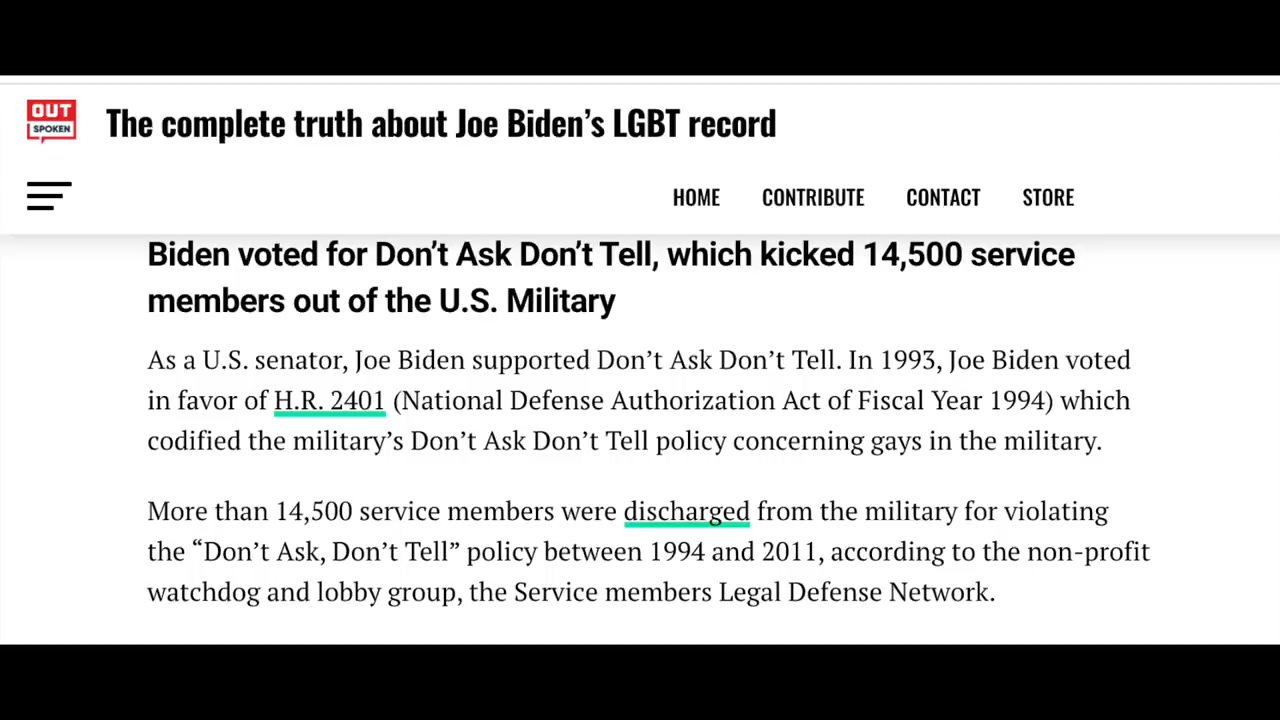 OUT
SPOKEN
The complete truth about Joe Biden’s LGBT record
HOME CONTRIBUTE CONTACT STORE
Biden voted for Don’t Ask Don’t Tell, which kicked 14,500 service
members out of the U.S. Military
As a U.S. senator, Joe Biden supported Don’t Ask Don’t Tell. In 1993, Joe Biden voted
in favor of H.R. 2401 (National Defense Authorization Act of Fiscal Year 1994) which
codified the military’s Don’t Ask Don’t Tell policy concerning gays in the military.
More than 14,500 service members were discharged from the military for violating
the “Don’t Ask, Don’t Tell” policy between 1994 and 2011, according to the non-profit
watchdog and lobby group, the Service members Legal Defense Network.